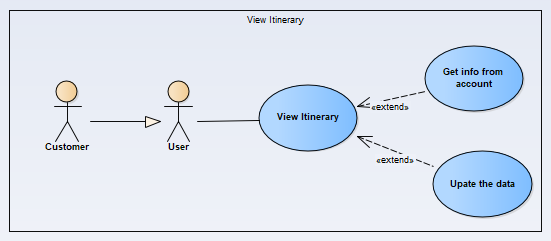 View Itinerary
Get info from
account
«extend»
View Itinerary
Customer
User
«extend»
Upate the data